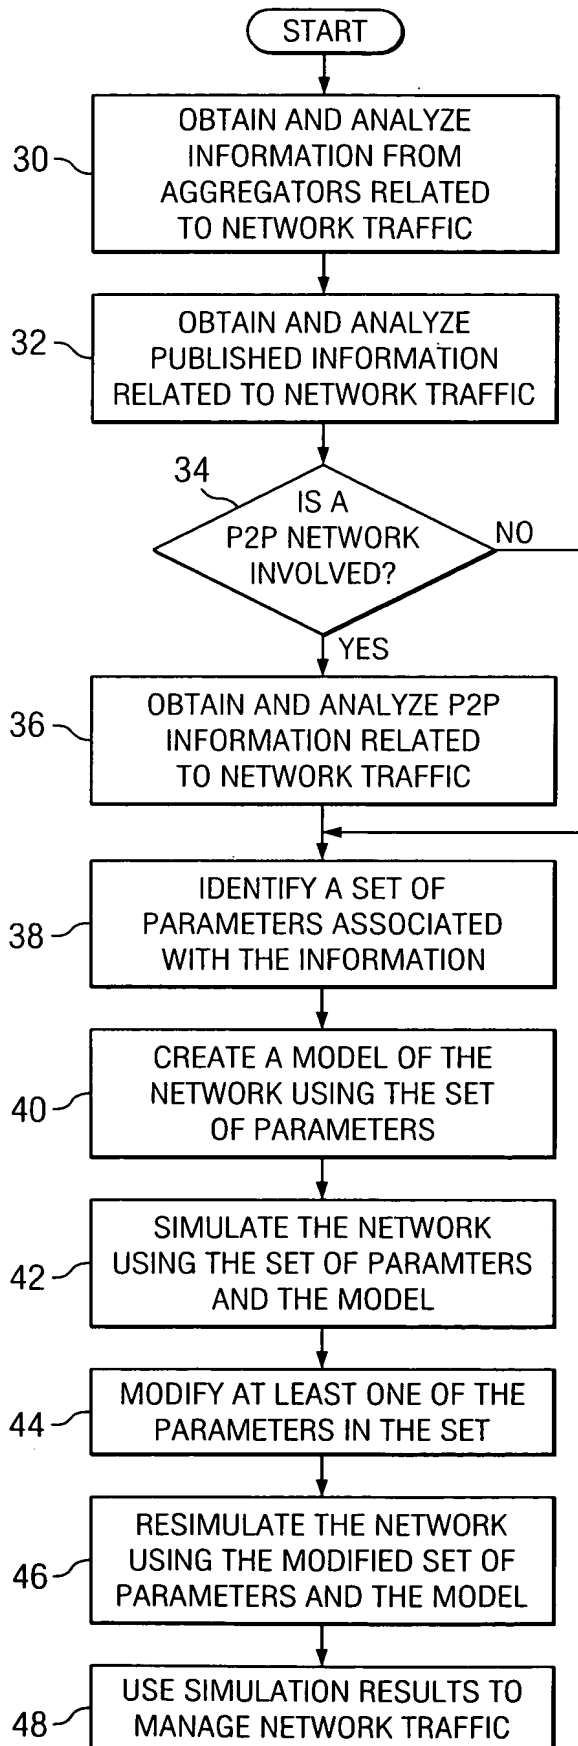 START
30
OBTAIN AND ANALYZE
INFORMATION FROM
AGGREGATORS RELATED
TO NETWORK TRAFFIC
32
OBTAIN AND ANALYZE
PUBLISHED INFORMATION
RELATED TO NETWORK TRAFFIC
34
IS A
P2P NETWORK
INVOLVED?
NO
YES
36
OBTAIN AND ANALYZE P2P
INFORMATION RELATED
TO NETWORK TRAFFIC
38
IDENTIFY A SET OF
PARAMETERS ASSOCIATED
WITH THE INFORMATION
40
CREATE A MODEL OF THE
NETWORK USING THE SET
OF PARAMETERS
42
SIMULATE THE NETWORK
USING THE SET OF PARAMTERS
AND THE MODEL
44
MODIFY AT LEAST ONE OF THE
PARAMETERS IN THE SET
46
RESIMULATE THE NETWORK
USING THE MODIFIED SET OF
PARAMETERS AND THE MODEL
48
USE SIMULATION RESULTS TO
MANAGE NETWORK TRAFFIC